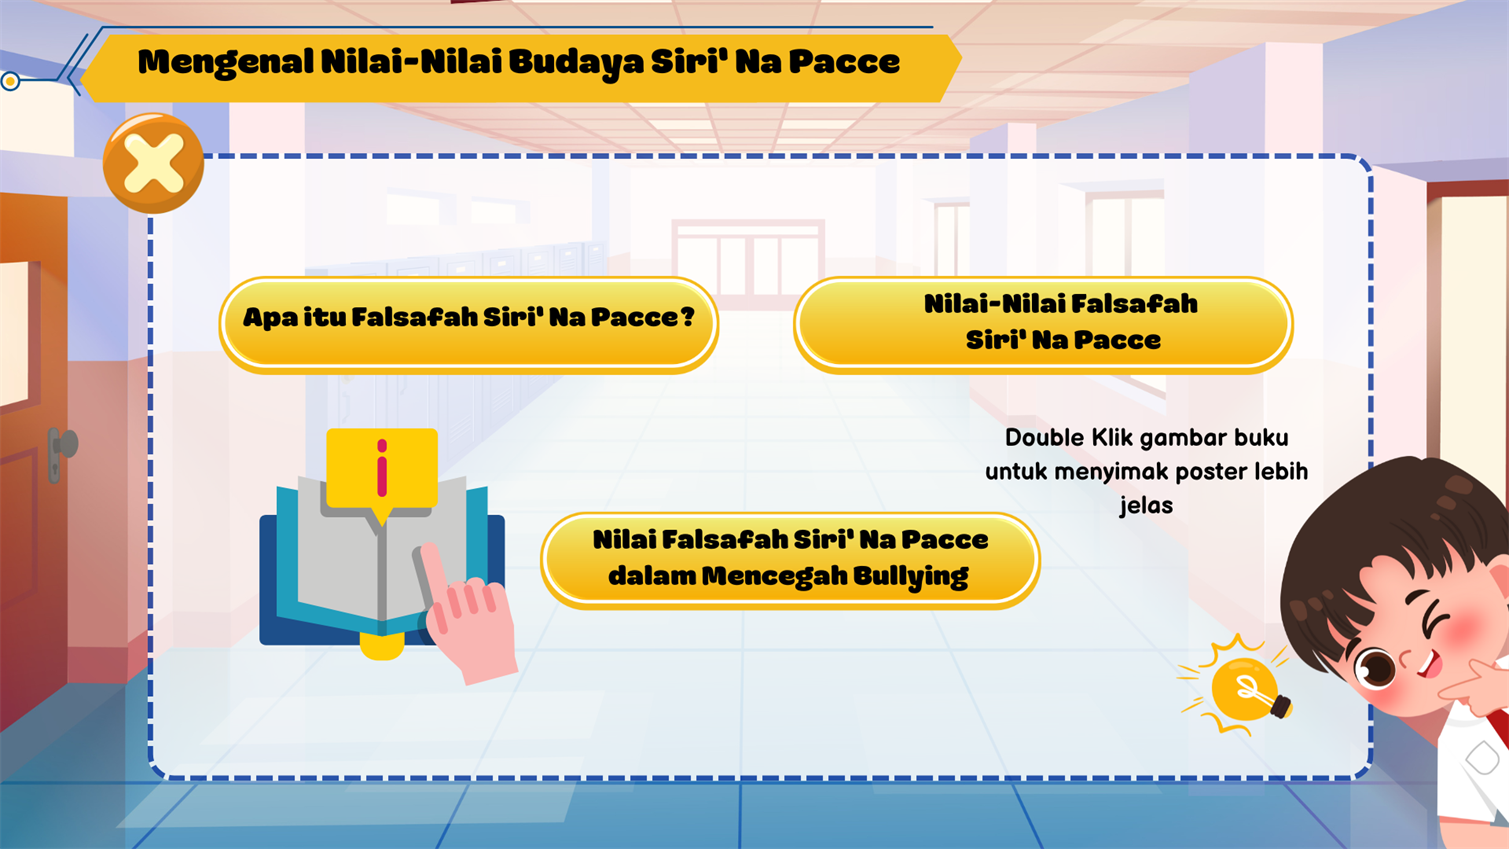 Mengenal Nilai-Nilai Budaya Siri' Na Pacce
Apa itu Falsafah Siri' Na Pacce?
Nilai-Nilai Falsafah
Siri' Na Pacce
Double Klik gambar buku
untuk menyimak poster lebih
jelas
Nilai Falsafah Siri' Na Pacce
dalam Mencegah Bullying